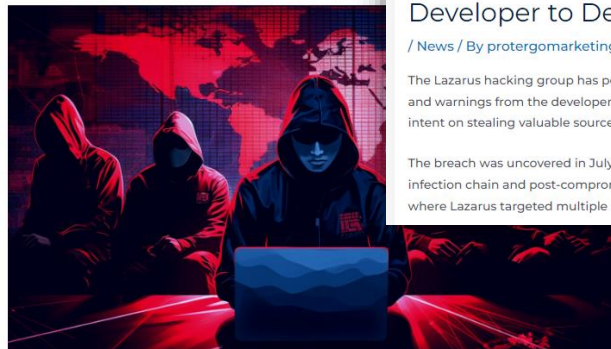 Developer to De
/ News / By protergomarketing
The Lazarus hacking group has p
and warnings from the developer
intent on stealing valuable source
The breach was uncovered in July
infection chain and post-compro
where Lazarus targeted multiple